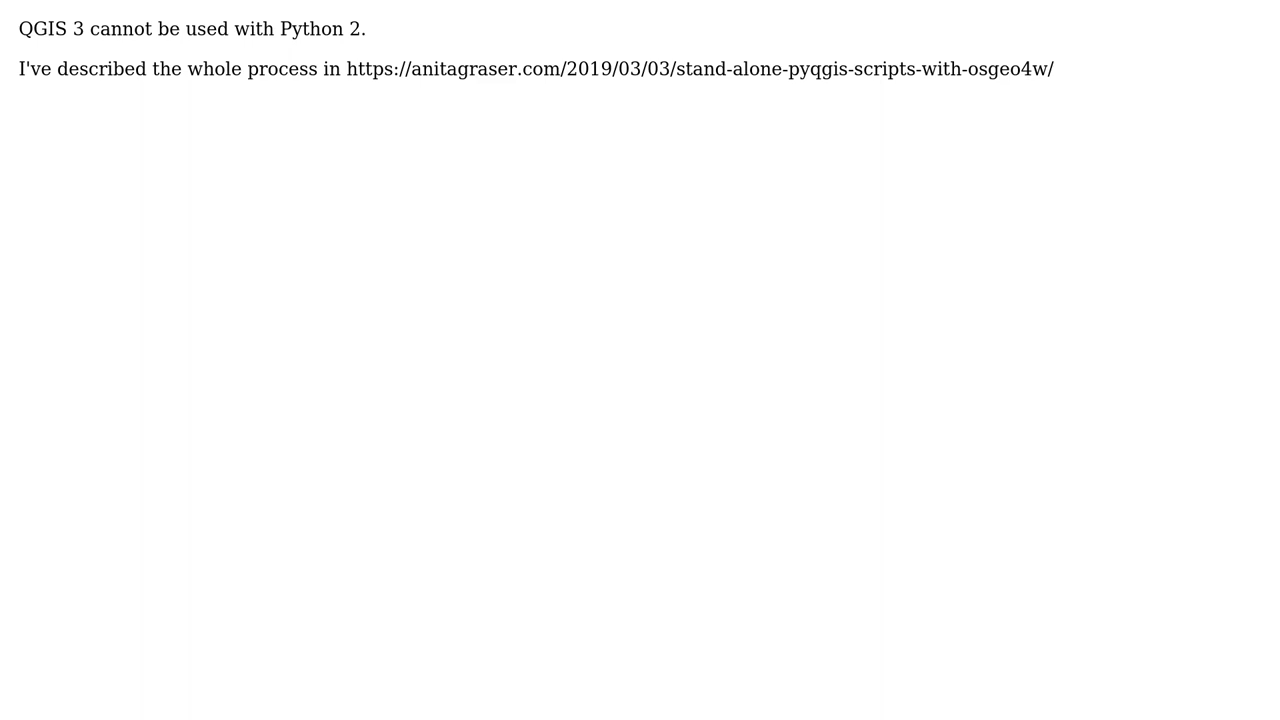 QGIS 3 cannot be used with Python 2.
I've described the whole process in https://anitagraser.com/2019/03/03/stand-alone-pyqgis-scripts-with-osgeo4w/